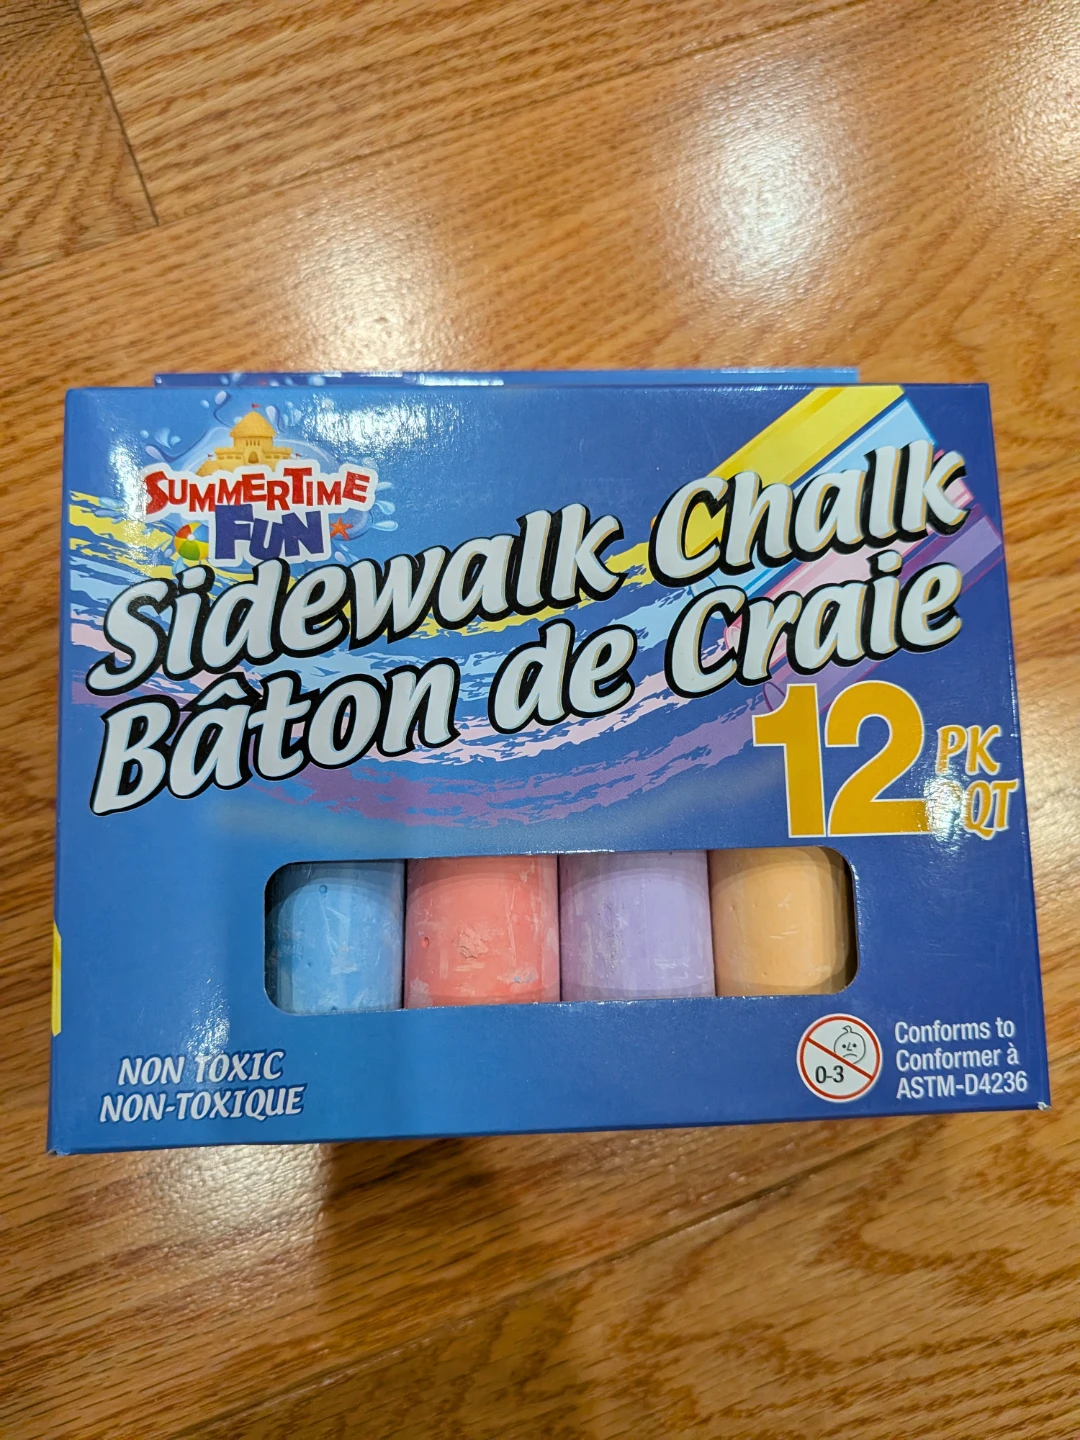 SUMMERTIME
FUN
Sidewalk Chalk
Bâton de Craie
12 PK
PQT
NON TOXIC
NON-TOXIQUE
0-3
Conforms to
Conformer à
ASTM-D4236